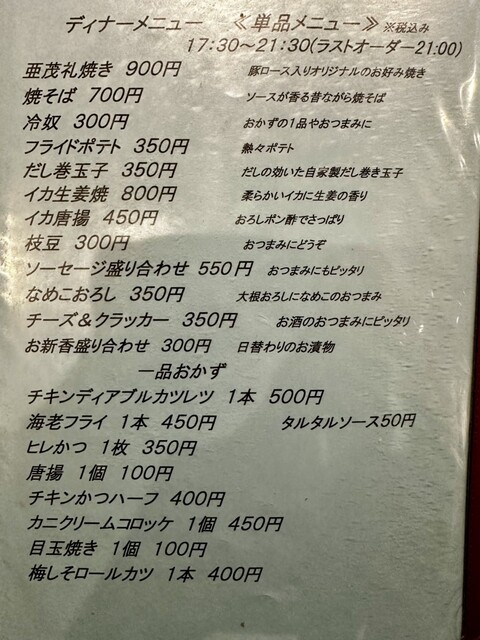 ディナーメニュー 《単品メニュー》※税込み
17:30～21:30(ラストオーダー21:00)
亜茂礼焼き 900円 豚ロース入りオリジナルのお好み焼き
焼そば 700円 ソースが香る昔ながら焼そば
冷奴 300円 おかずの1品やおつまみに
フライドポテト 350円 熱々ポテト
だし巻玉子 350円 だしの効いた自家製だし巻き玉子
イカ生姜焼 800円 柔らかいイカに生姜の香り
イカ唐揚 450円 おろしポン酢でさっぱり
枝豆 300円 おつまみにどうぞ
ソーセージ盛り合わせ 550円 おつまみにもピッタリ
なめこおろし 350円 大根おろしになめこのおつまみ
チーズ＆クラッカー 350円 お酒のおつまみにピッタリ
お新香盛り合わせ 300円 日替わりのお漬物
一品おかず
チキンディアブルカツレツ 1本 500円
海老フライ 1本 450円 タルタルソース50円
ヒレかつ 1枚 350円
唐揚 1個 100円
チキンかつハーフ 400円
カニクリームコロッケ 1個 450円
目玉焼き 1個 100円
梅しそロールカツ 1本 400円